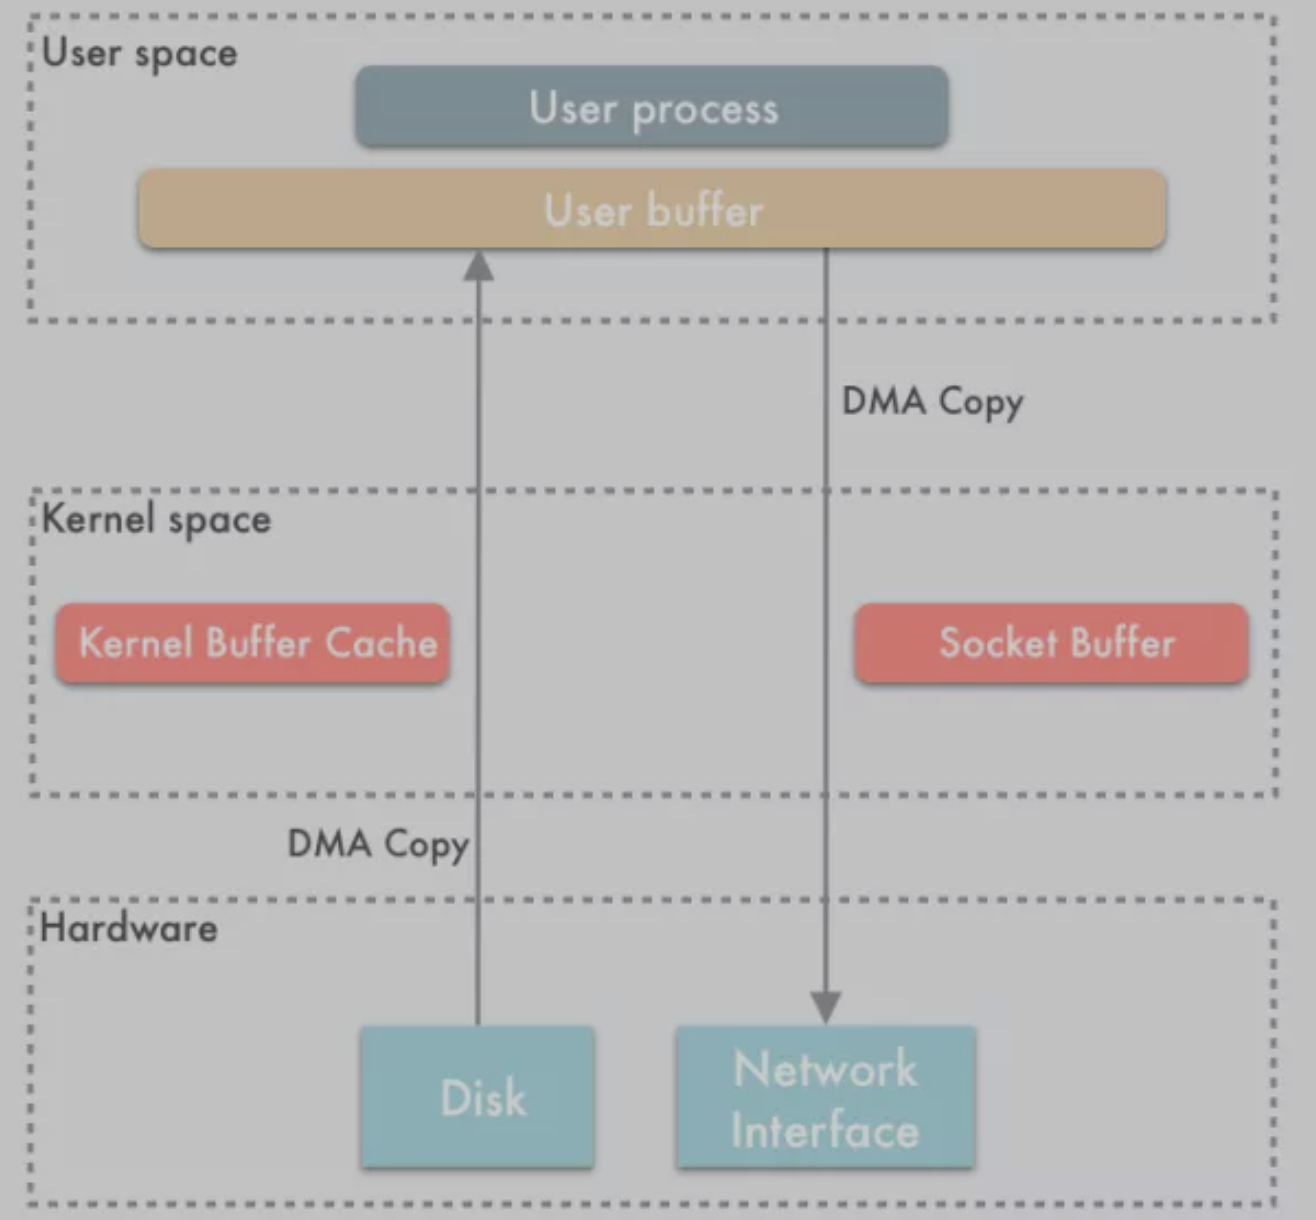 User space
User process
User buffer
DMA Copy
Kernel space
Kernel Buffer Cache
Socket Buffer
DMA Copy
Hardware
Disk
Network
Interface